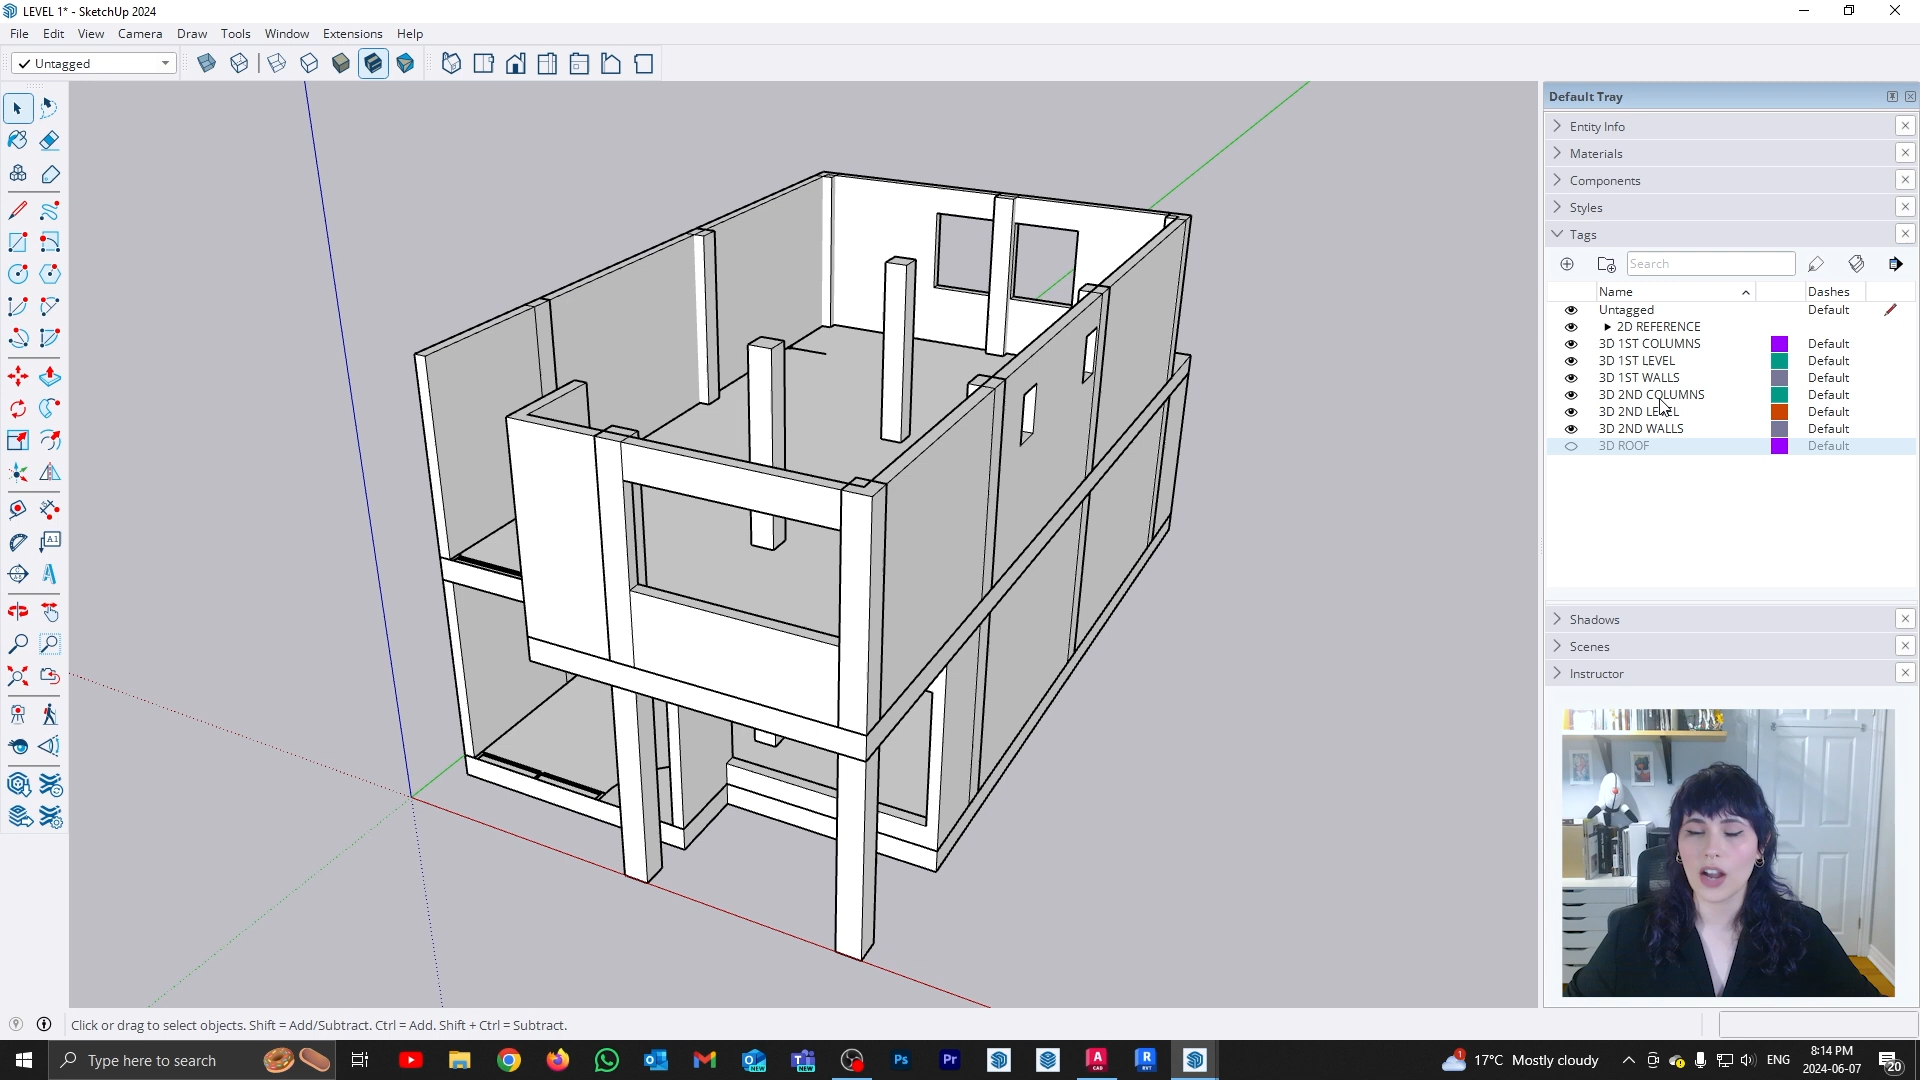 LEVEL 1* - SketchUp 2024
File Edit View Camera Draw Tools Window Extensions Help
Untagged
Default Tray
Entity Info
Materials
Components
Styles
Tags
Search
Name Dashes
Untagged Default
2D REFERENCE
3D 1ST COLUMNS Default
3D 1ST LEVEL Default
3D 1ST WALLS Default
3D 2ND COLUMNS Default
3D 2ND LEVEL Default
3D 2ND WALLS Default
3D ROOF Default
Shadows
Scenes
Instructor
Click or drag to select objects. Shift = Add/Subtract. Ctrl = Add. Shift + Ctrl = Subtract.
Type here to search
17°C Mostly cloudy
ENG
8:14 PM
2024-06-07
20